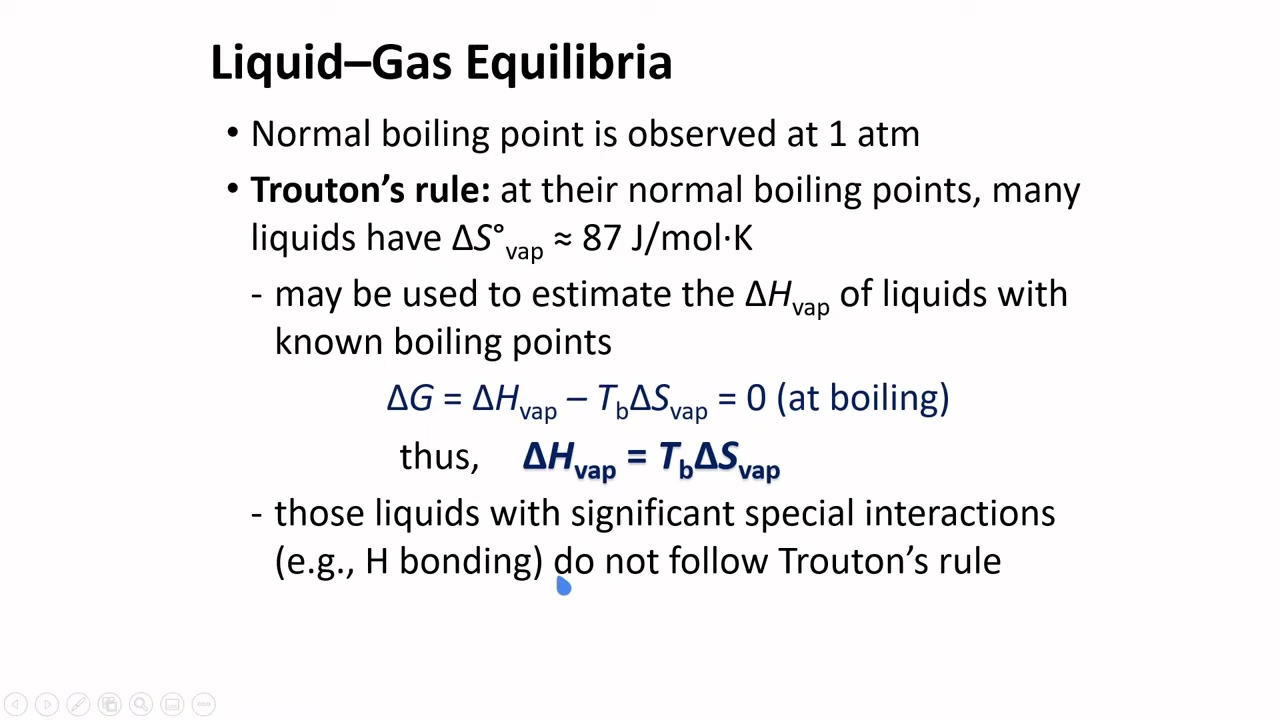 Liquid–Gas Equilibria
• Normal boiling point is observed at 1 atm
• Trouton’s rule: at their normal boiling points, many
liquids have ΔS°vap ≈ 87 J/mol·K
- may be used to estimate the ΔHvap of liquids with
known boiling points
ΔG = ΔHvap – TbΔSvap = 0 (at boiling)
thus, ΔHvap = TbΔSvap
- those liquids with significant special interactions
(e.g., H bonding) do not follow Trouton’s rule